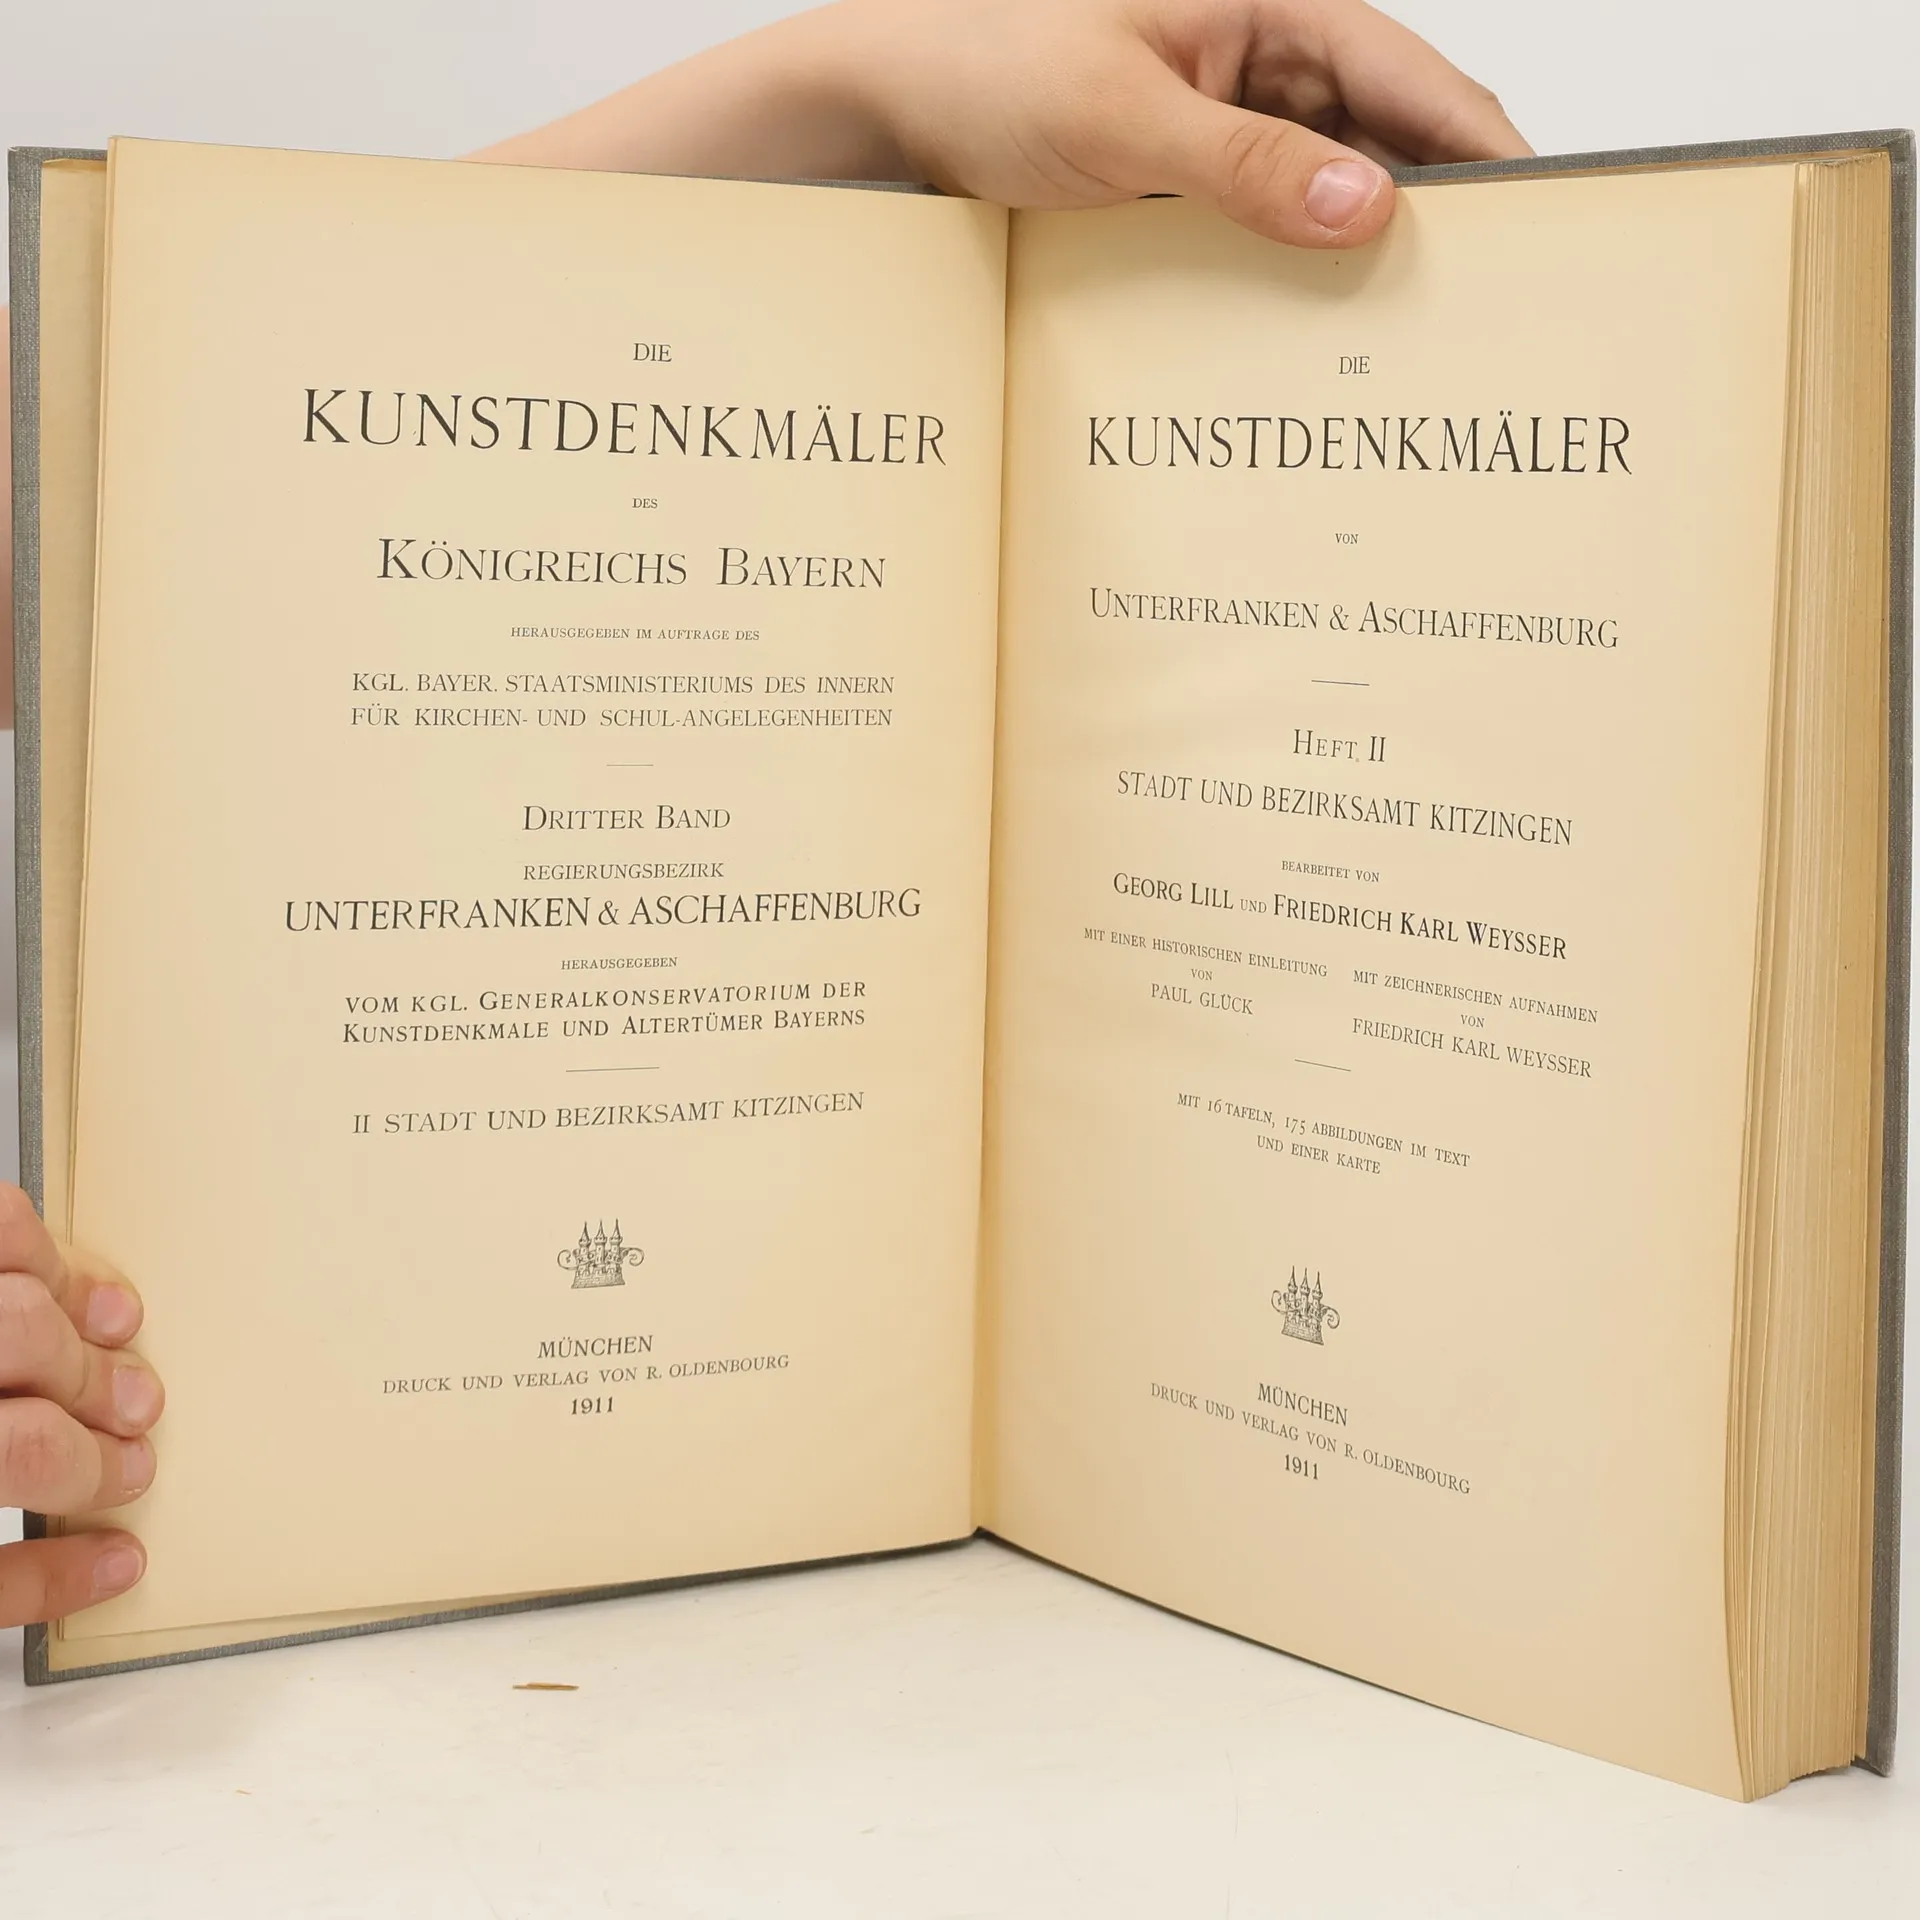 DIE
KUNSTDENKMÄLER
DES
KÖNIGREICHS BAYERN
HERAUSGEGEBEN IM AUFTRAGE DES
KGL. BAYER. STAATSMINISTERIUMS DES INNERN
FÜR KIRCHEN- UND SCHUL-ANGELEGENHEITEN
DRITTER BAND
REGIERUNGSBEZIRK
UNTERFRANKEN & ASCHAFFENBURG
HERAUSGEGEBEN
VOM KGL. GENERALKONSERVATORIUM DER
KUNSTDENKMALE UND ALTERTÜMER BAYERNS
II STADT UND BEZIRKSAMT KITZINGEN
MÜNCHEN
DRUCK UND VERLAG VON R. OLDENBOURG
1911
DIE
KUNSTDENKMÄLER
VON
UNTERFRANKEN & ASCHAFFENBURG
HEFT II
STADT UND BEZIRKSAMT KITZINGEN
BEARBEITET VON
GEORG LILL UND FRIEDRICH KARL WEYSSER
MIT EINER HISTORISCHEN EINLEITUNG
VON
PAUL GLÜCK
MIT ZEICHNERISCHEN AUFNAHMEN
VON
FRIEDRICH KARL WEYSSER
MIT 16 TAFELN, 175 ABBILDUNGEN IM TEXT
UND EINER KARTE
MÜNCHEN
DRUCK UND VERLAG VON R. OLDENBOURG
1911